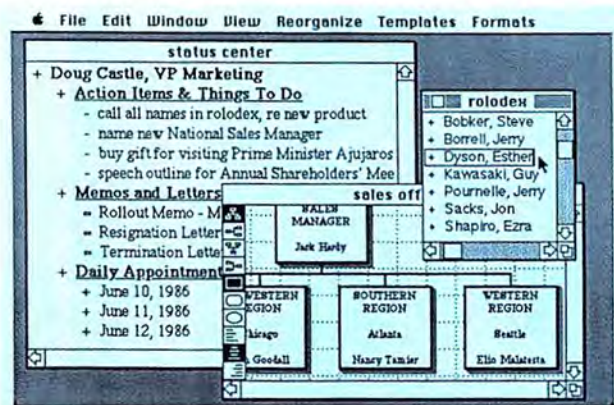 File Edit Window View Reorganize Templates Formats
status center
+ Doug Castle, VP Marketing
+ Action Items & Things To Do
- call all names in rolodex, re new product
- name new National Sales Manager
- buy gift for visiting Prime Minister Ajujaros
- speech outline for Annual Shareholders' Mee
+ Memos and Letters
Rollout Memo - M
Resignation Letter
Termination Lette
+ Daily Appointment
+ June 10, 1986
+ June 11, 1986
+ June 12, 1986
rolodex
+ Bobker, Steve
+ Borrell, Jerry
+ Dyson, Esther
+ Kawasaki, Guy
+ Pournelle, Jerry
+ Sacks, Jon
+ Shapiro, Ezra
sales off
SALES
MANAGER
Jack Hardy
WESTERN
REGION
hicago
Goodall
SOUTHERN
REGION
Atlanta
Nancy Tamier
WESTERN
REGION
Seattle
Elio Malatesta